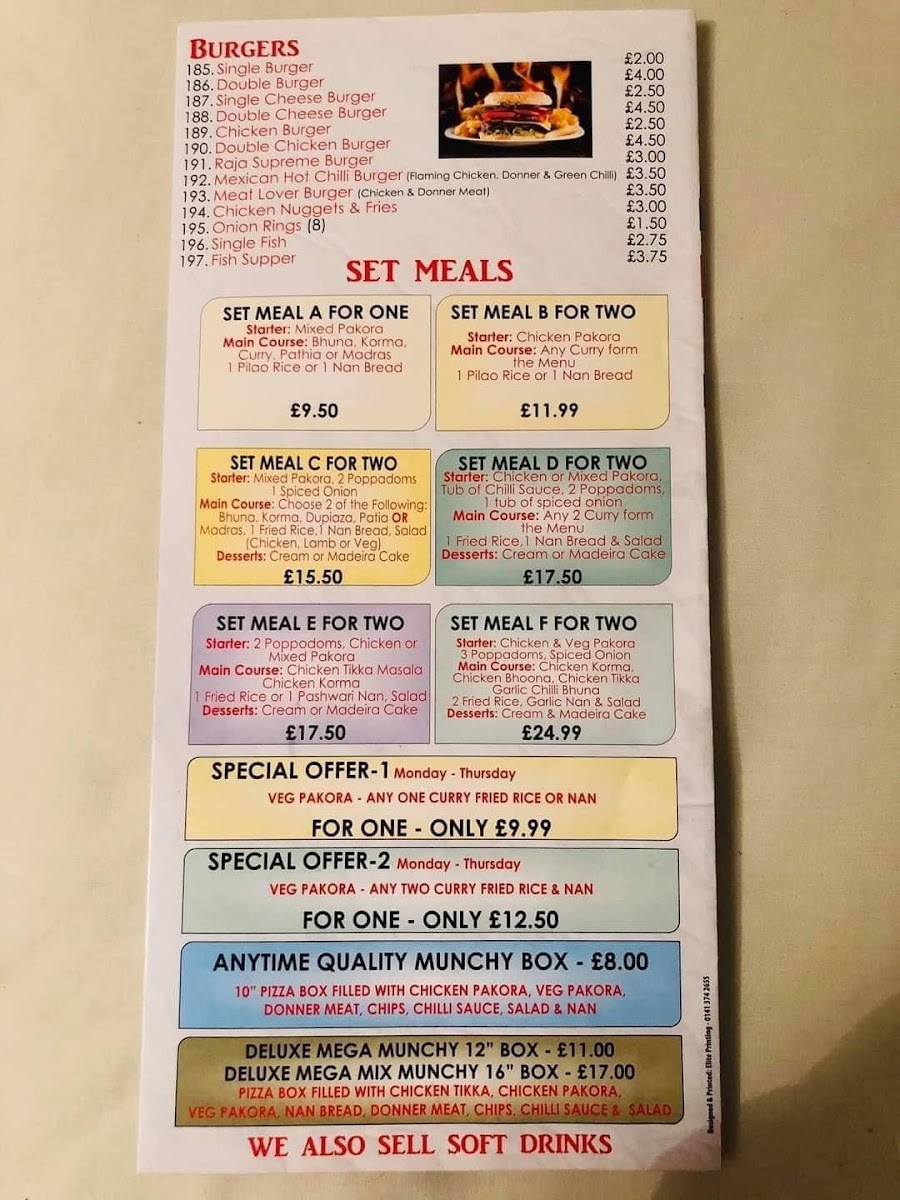 BURGERS
185. Single Burger £2.00
186. Double Burger £4.00
187. Single Cheese Burger £2.50
188. Double Cheese Burger £4.50
189. Chicken Burger £2.50
190. Double Chicken Burger £4.50
191. Raja Supreme Burger £3.00
192. Mexican Hot Chilli Burger (Flaming Chicken, Donner & Green Chilli) £3.50
193. Meat Lover Burger (Chicken & Donner Meat) £3.50
194. Chicken Nuggets & Fries £3.00
195. Onion Rings (8) £1.50
196. Single Fish £2.75
197. Fish Supper £3.75
SET MEALS
SET MEAL A FOR ONE
Starter: Mixed Pakora
Main Course: Bhuna, Korma,
Curry, Pathia or Madras
1 Pilao Rice or 1 Nan Bread
£9.50
SET MEAL B FOR TWO
Starter: Chicken Pakora
Main Course: Any Curry form
the Menu
1 Pilao Rice or 1 Nan Bread
£11.99
SET MEAL C FOR TWO
Starter: Mixed Pakora, 2 Poppadoms
1 Spiced Onion
Main Course: Choose 2 of the Following:
Bhuna, Korma, Dupiaza, Patia OR
Madras, 1 Fried Rice,1 Nan Bread, Salad
(Chicken, Lamb or Veg)
Desserts: Cream or Madeira Cake
£15.50
SET MEAL D FOR TWO
Starter: Chicken or Mixed Pakora,
Tub of Chilli Sauce, 2 Poppadoms,
1 tub of spiced onion
Main Course: Any 2 Curry form
the Menu
1 Fried Rice,1 Nan Bread & Salad
Desserts: Cream or Madeira Cake
£17.50
SET MEAL E FOR TWO
Starter: 2 Poppodoms, Chicken or
Mixed Pakora
Main Course: Chicken Tikka Masala
Chicken Korma
1 Fried Rice or 1 Pashwari Nan, Salad
Desserts: Cream or Madeira Cake
£17.50
SET MEAL F FOR TWO
Starter: Chicken & Veg Pakora
3 Poppadoms, Spiced Onion
Main Course: Chicken Korma,
Chicken Bhoona, Chicken Tikka
Garlic Chilli Bhuna
2 Fried Rice, Garlic Nan & Salad
Desserts: Cream & Madeira Cake
£24.99
SPECIAL OFFER-1 Monday - Thursday
VEG PAKORA - ANY ONE CURRY FRIED RICE OR NAN
FOR ONE - ONLY £9.99
SPECIAL OFFER-2 Monday - Thursday
VEG PAKORA - ANY TWO CURRY FRIED RICE & NAN
FOR ONE - ONLY £12.50
ANYTIME QUALITY MUNCHY BOX - £8.00
10" PIZZA BOX FILLED WITH CHICKEN PAKORA, VEG PAKORA,
DONNER MEAT, CHIPS, CHILLI SAUCE, SALAD & NAN
DELUXE MEGA MUNCHY 12" BOX - £11.00
DELUXE MEGA MIX MUNCHY 16" BOX - £17.00
PIZZA BOX FILLED WITH CHICKEN TIKKA, CHICKEN PAKORA,
VEG PAKORA, NAN BREAD, DONNER MEAT, CHIPS, CHILLI SAUCE & SALAD
WE ALSO SELL SOFT DRINKS
Designed & Printed: Elite Printing - 0141 374 2655